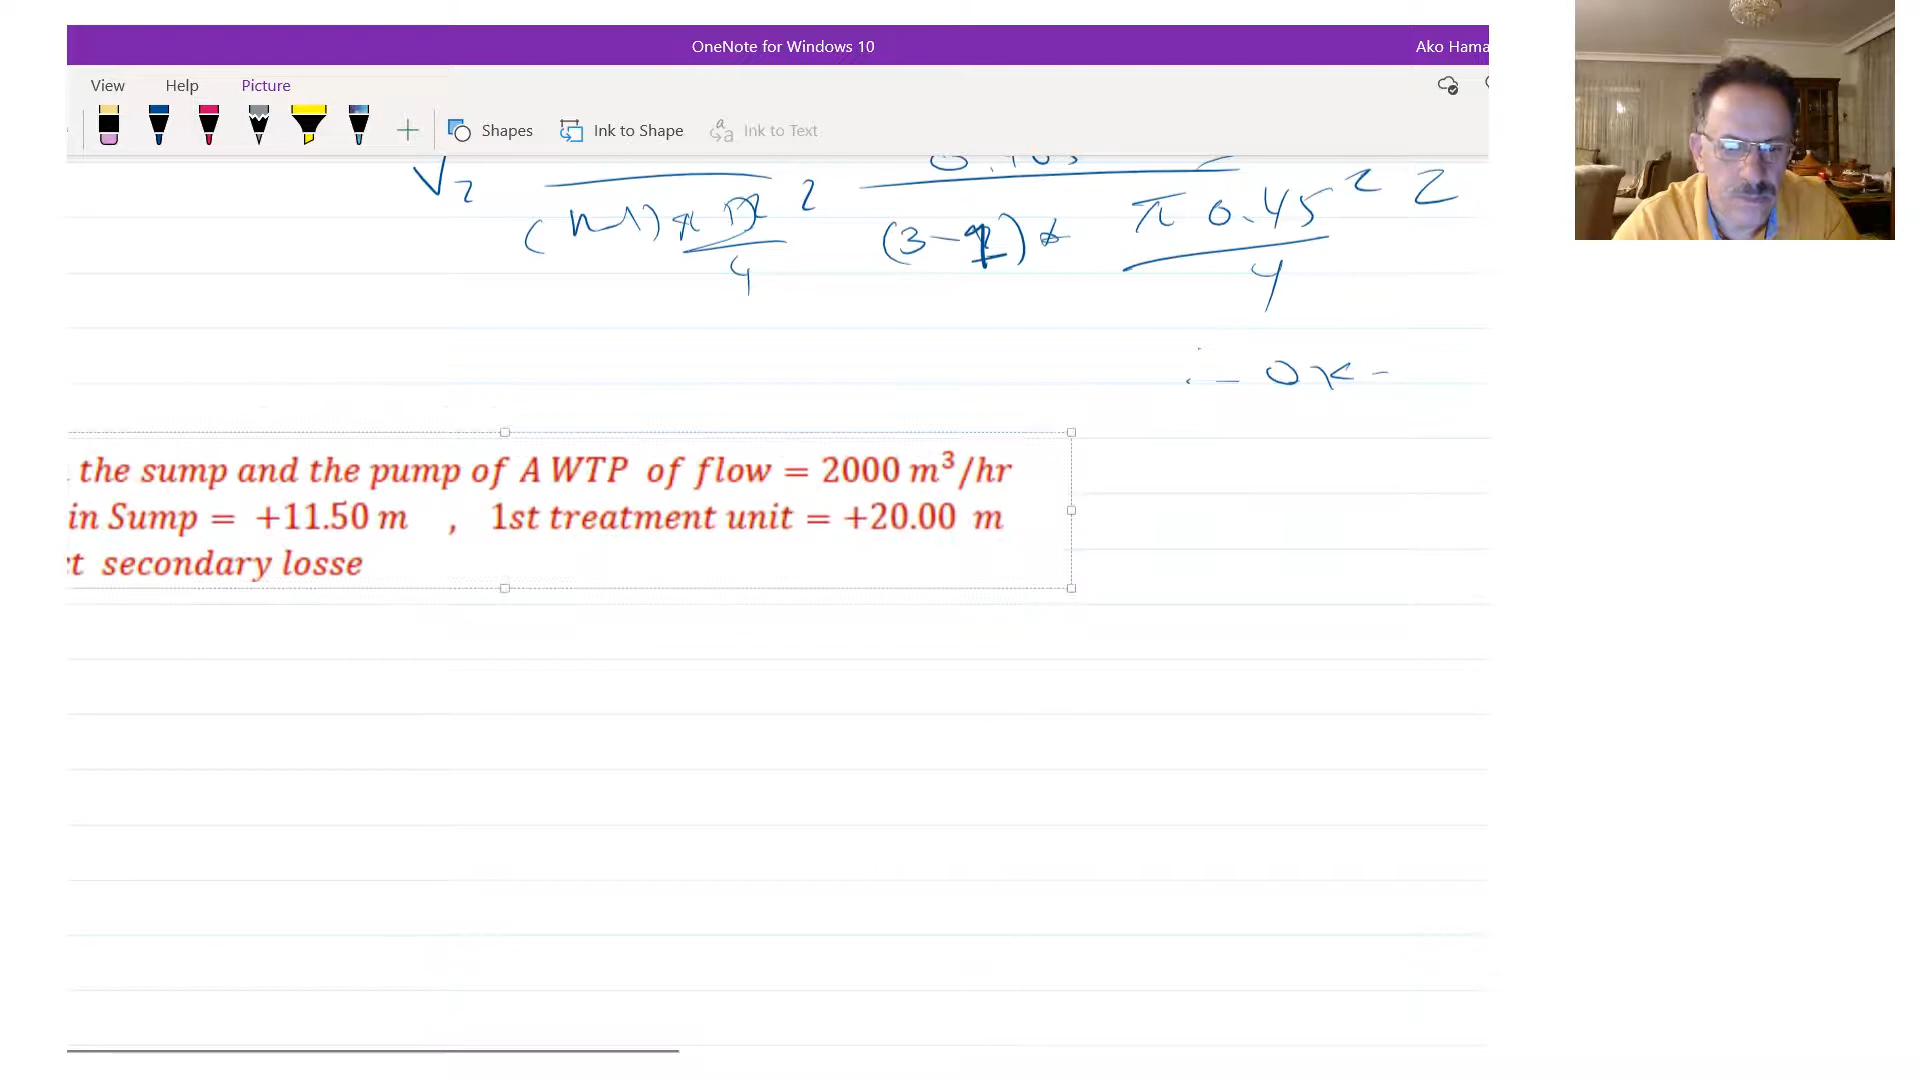 OneNote for Windows 10 Ako Hama
View Help Picture
Shapes Ink to Shape Ink to Text
V₂ 2 2
(n-1) * π D²/4 (3-1) * π 0.45²/4
∴ OK
the sump and the pump of A WTP of flow = 2000 m³/hr
in Sump = +11.50 m , 1st treatment unit = +20.00 m
ct secondary losse